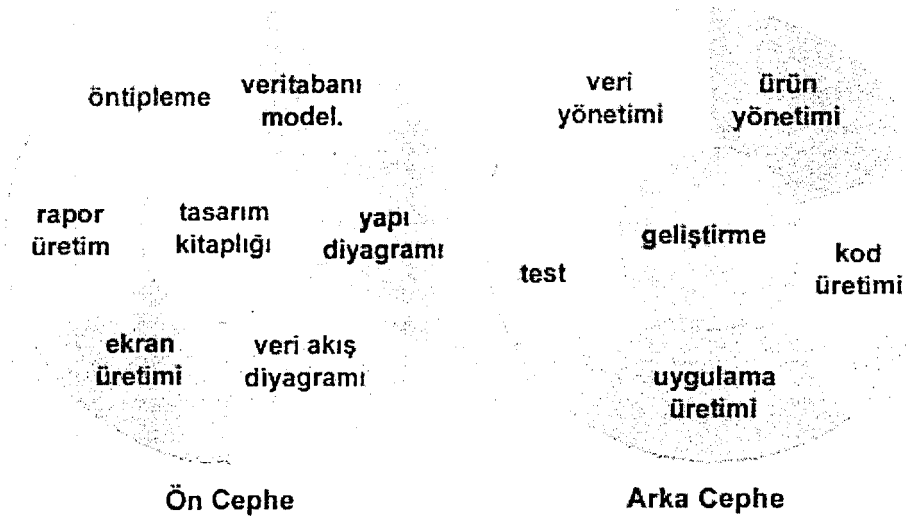 öntipleme
veritabanı
model.
rapor
üretim
tasarım
kitaplığı
yapı
diyagramı
ekran
üretimi
veri akış
diyagramı
Ön Cephe
veri
yönetimi
ürün
yönetimi
geliştirme
test
kod
üretimi
uygulama
üretimi
Arka Cephe